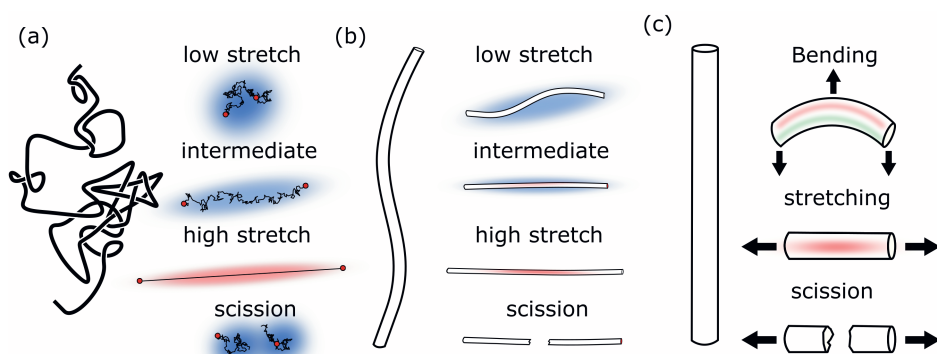 (a)
low stretch
intermediate
high stretch
scission
(b)
low stretch
intermediate
high stretch
scission
(c)
Bending
stretching
scission